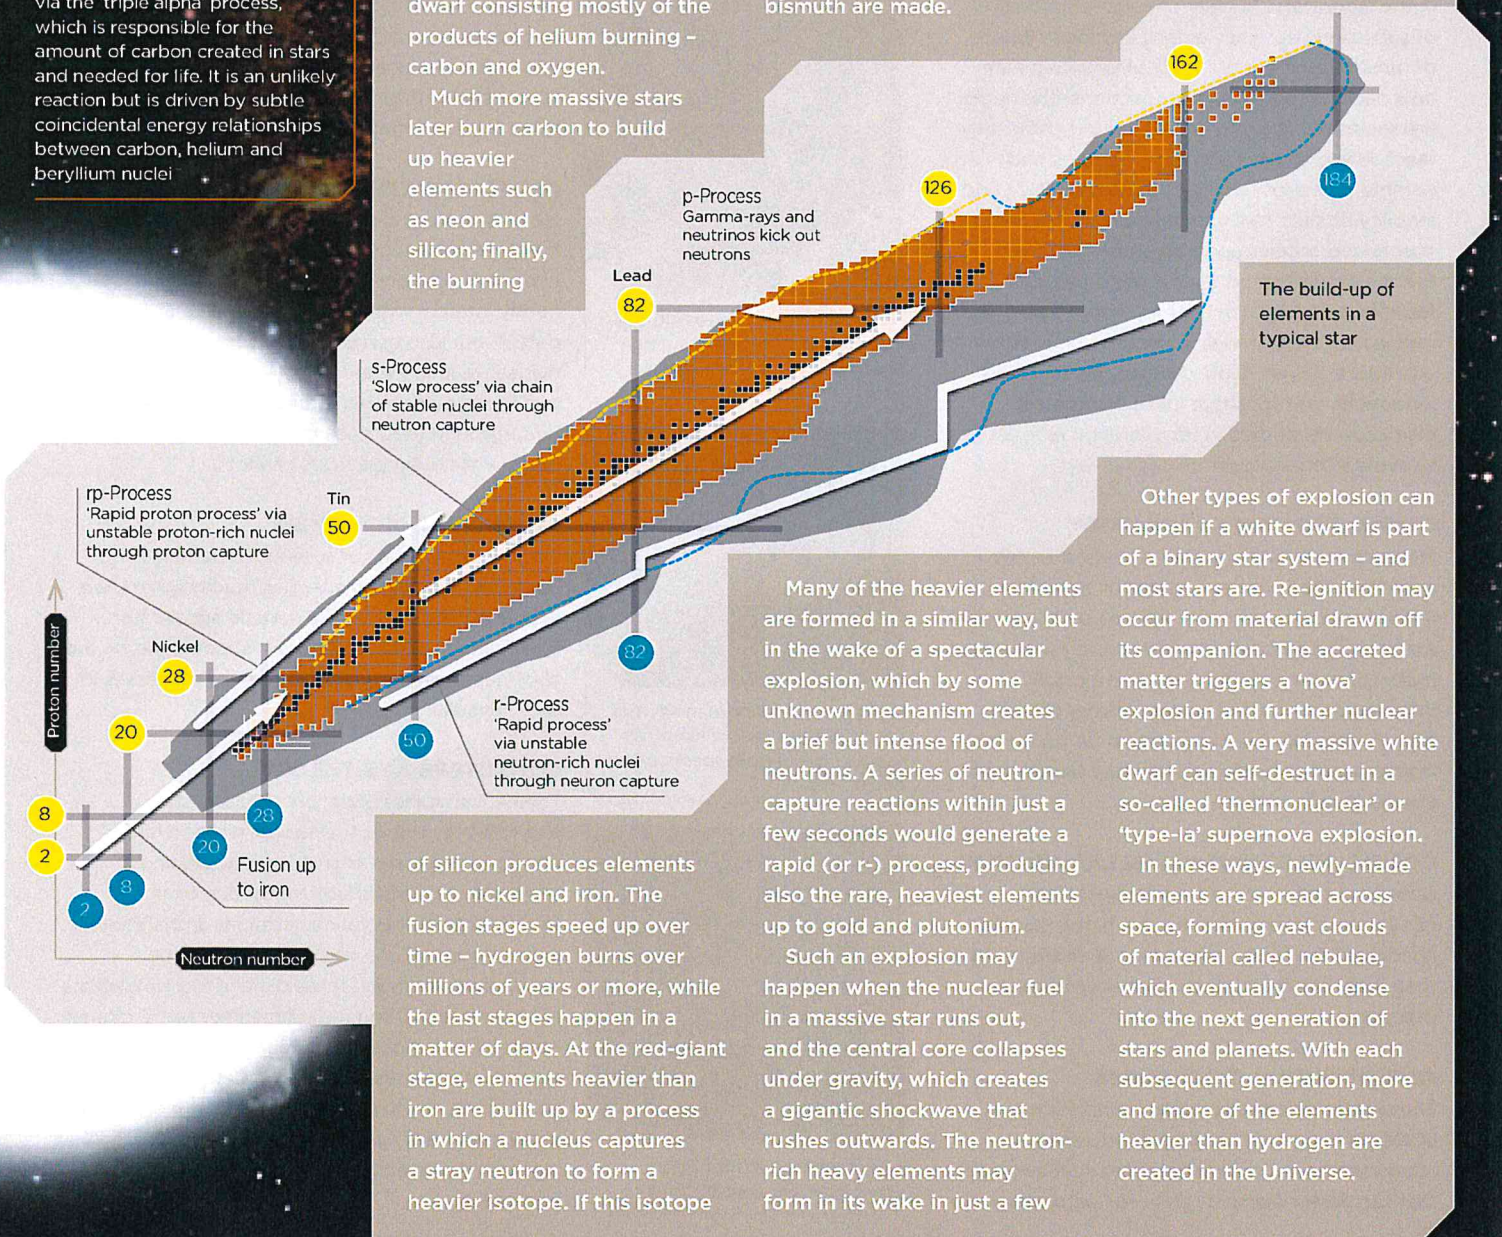 via the 'triple alpha' process,
which is responsible for the
amount of carbon created in stars
and needed for life. It is an unlikely
reaction but is driven by subtle
coincidental energy relationships
between carbon, helium and
beryllium nuclei
dwarf consisting mostly of the
products of helium burning –
carbon and oxygen.
Much more massive stars
later burn carbon to build
up heavier
elements such
as neon and
silicon; finally,
the burning
bismuth are made.
162
184
126
p-Process
Gamma-rays and
neutrinos kick out
neutrons
Lead
82
The build-up of
elements in a
typical star
s-Process
'Slow process' via chain
of stable nuclei through
neutron capture
rp-Process
'Rapid proton process' via
unstable proton-rich nuclei
through proton capture
Tin
50
Nickel
28
20
8
2
Proton number
82
50
28
20
8
2
r-Process
'Rapid process'
via unstable
neutron-rich nuclei
through neuron capture
Fusion up
to iron
Neutron number
of silicon produces elements
up to nickel and iron. The
fusion stages speed up over
time – hydrogen burns over
millions of years or more, while
the last stages happen in a
matter of days. At the red-giant
stage, elements heavier than
iron are built up by a process
in which a nucleus captures
a stray neutron to form a
heavier isotope. If this isotope
Many of the heavier elements
are formed in a similar way, but
in the wake of a spectacular
explosion, which by some
unknown mechanism creates
a brief but intense flood of
neutrons. A series of neutron-
capture reactions within just a
few seconds would generate a
rapid (or r-) process, producing
also the rare, heaviest elements
up to gold and plutonium.
Such an explosion may
happen when the nuclear fuel
in a massive star runs out,
and the central core collapses
under gravity, which creates
a gigantic shockwave that
rushes outwards. The neutron-
rich heavy elements may
form in its wake in just a few
Other types of explosion can
happen if a white dwarf is part
of a binary star system – and
most stars are. Re-ignition may
occur from material drawn off
its companion. The accreted
matter triggers a 'nova'
explosion and further nuclear
reactions. A very massive white
dwarf can self-destruct in a
so-called 'thermonuclear' or
'type-Ia' supernova explosion.
In these ways, newly-made
elements are spread across
space, forming vast clouds
of material called nebulae,
which eventually condense
into the next generation of
stars and planets. With each
subsequent generation, more
and more of the elements
heavier than hydrogen are
created in the Universe.